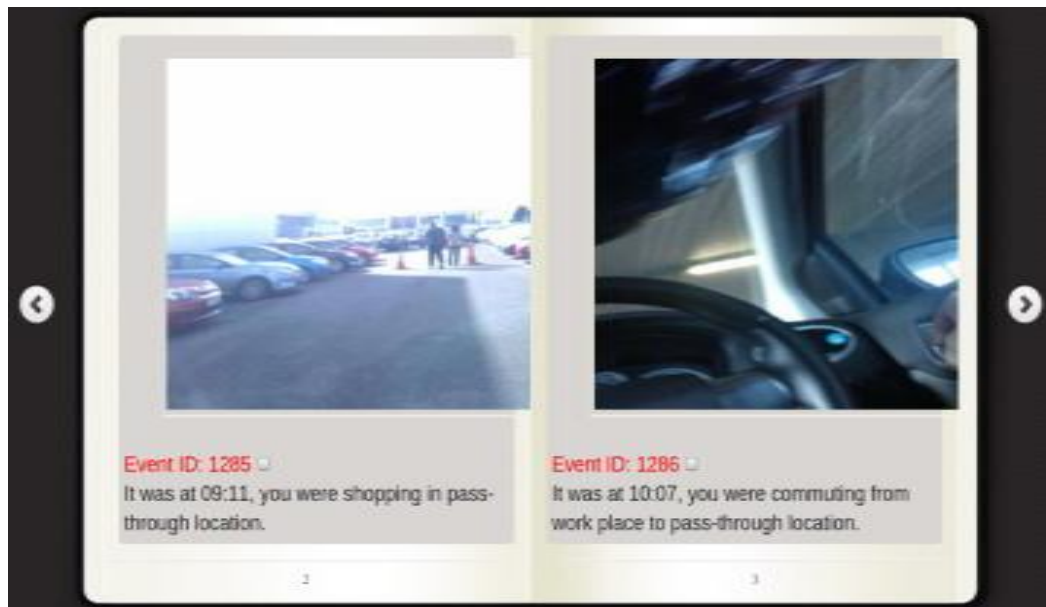 Event ID: 1285
It was at 09:11, you were shopping in pass-
through location.
2
Event ID: 1286
It was at 10:07, you were commuting from
work place to pass-through location.
3